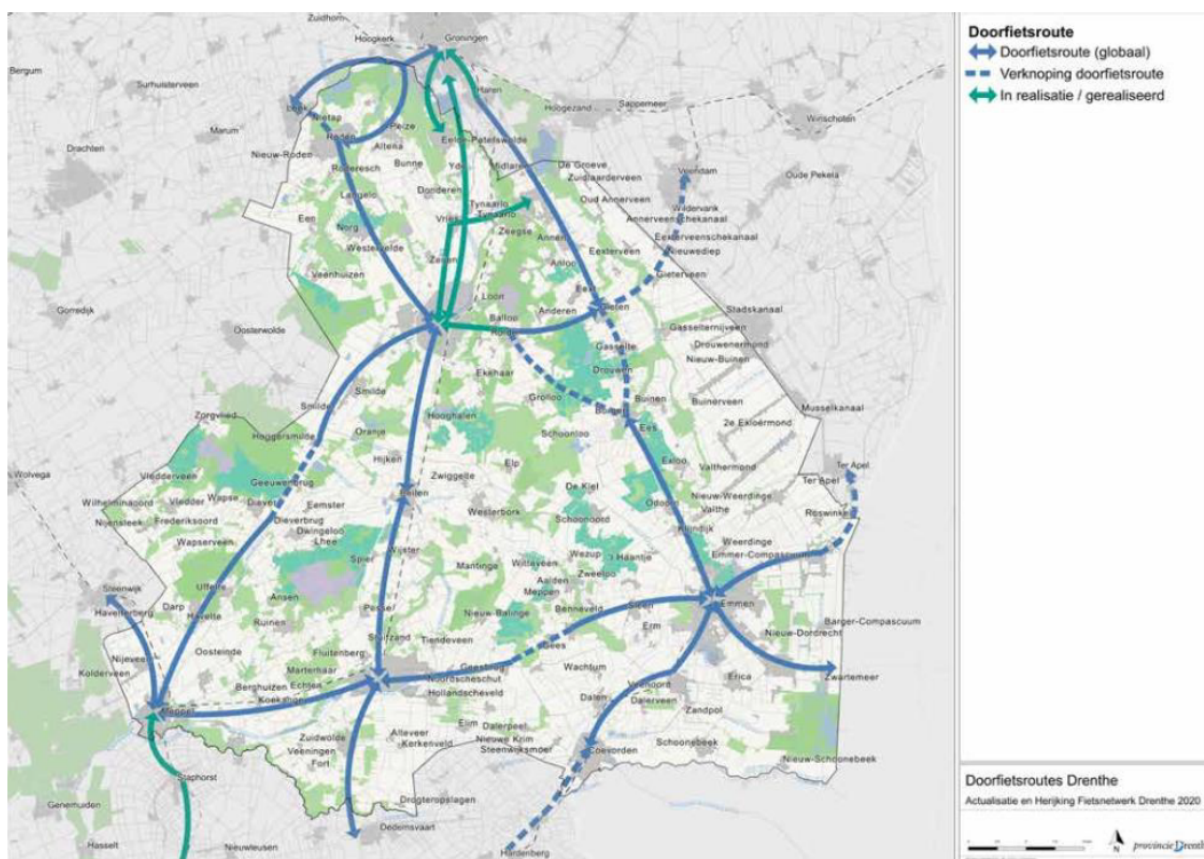 Doorfietsroute
Doorfietsroute (globaal)
Verknoping doorfietsroute
In realisatie / gerealiseerd
Zuidhorn
Hoogkerk
Groningen
Bergum
Surhuisterveen
Haren
Hoogezand
Sappemeer
Winschoten
Leek
Nietap
Marum
Roden
Peize
Eelde-Paterswolde
Drachten
Nieuw-Roden
Altena
Bunne
Yde
Midlaren
De Groeve
Zuidlaarderveen
Veendam
Oude Pekela
Roderesch
Langelo
Donderen
Tynaarlo
Tynaarlo
Oud Annerveen
Wildervank
Annerveenschekanaal
Een
Norg
Vries
Zeegse
Annen
Eexterveenschekanaal
Westervelde
Zeijen
Anloo
Eexterveen
Nieuwediep
Gieterveen
Veenhuizen
Eext
Loon
Gorredijk
Oosterwolde
Balloo
Anderen
Gieten
Stadskanaal
Rolde
Gasselternijveen
Gasselte
Drouwenermond
Drouwen
Nieuw-Buinen
Ekehaar
Smilde
Grolloo
Borger
Buinen
Buinerveen
Musselkanaal
Zorgvlied
Smilde
Hooghalen
Ees
2e Exloërmond
Hoogersmilde
Oranje
Schoonloo
Hijken
Elp
Exloo
Valthermond
Ter Apel
Wolvega
Vledderveen
Geeuwenbrug
Zwiggelte
De Kiel
Odoorn
Ter Apel
Wilhelminaoord
Vledder
Wapse
Diever
Eemster
Beilen
Nieuw-Weerdinge
Nijensleek
Frederiksoord
Dieverbrug
Westerbork
Schoonoord
Valthe
Roswinkel
Dwingeloo
Klijndijk
Wapserveen
Lhee
Weerdinge
Spier
Wijster
Wezup
't Haantje
Emmer-Compascuum
Mantinge
Witteveen
Zweeloo
Aalden
Steenwijk
Uffelte
Meppen
Havelterberg
Darp
Ansen
Pesse
Nieuw-Balinge
Benneveld
Sleen
Emmen
Havelte
Ruinen
Erm
Barger-Compascuum
Stuifzand
Tiendeveen
Nieuw-Dordrecht
Nijeveen
Oosteinde
Fluitenberg
Gees
Kolderveen
Marterhaar
Geesbrug
Wachtum
Zwartemeer
Berghuizen
Echten
Noordscheschut
Veenoord
Erica
Koekange
Hollandscheveld
Dalen
Dalerveen
Meppel
Zandpol
Elim
Dalerpeel
Zuidwolde
Alteveer
Nieuwe Krim
Schoonebeek
Veeningen
Kerkenveld
Steenwijksmoer
Coevorden
Fort
Nieuw-Schoonebeek
Staphorst
Genemuiden
Drogteropslagen
Dedemsvaart
Hasselt
Nieuwleusen
Hardenberg
Doorfietsroutes Drenthe
Actualisatie en Herijking Fietsnetwerk Drenthe 2020
N
provincie Drenthe